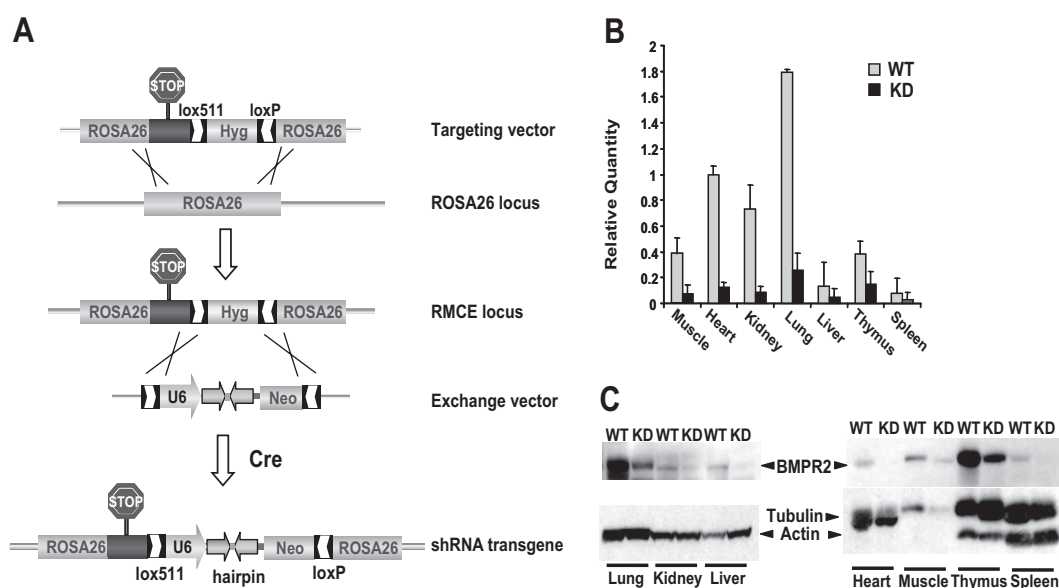 A
STOP
lox511 loxP
ROSA26 Hyg ROSA26
Targeting vector
ROSA26
ROSA26 locus
STOP
ROSA26 Hyg ROSA26
RMCE locus
U6 Neo
Exchange vector
Cre
STOP
ROSA26 U6 Neo ROSA26
shRNA transgene
lox511 hairpin loxP
B
Relative Quantity
2
1.8
1.6
1.4
1.2
1
0.8
0.6
0.4
0.2
0
WT
KD
Muscle Heart Kidney Lung Liver Thymus Spleen
C
WT KD WT KD WT KD
WT KD WT KD WT KD WT KD
BMPR2
Tubulin
Actin
Lung Kidney Liver
Heart Muscle Thymus Spleen